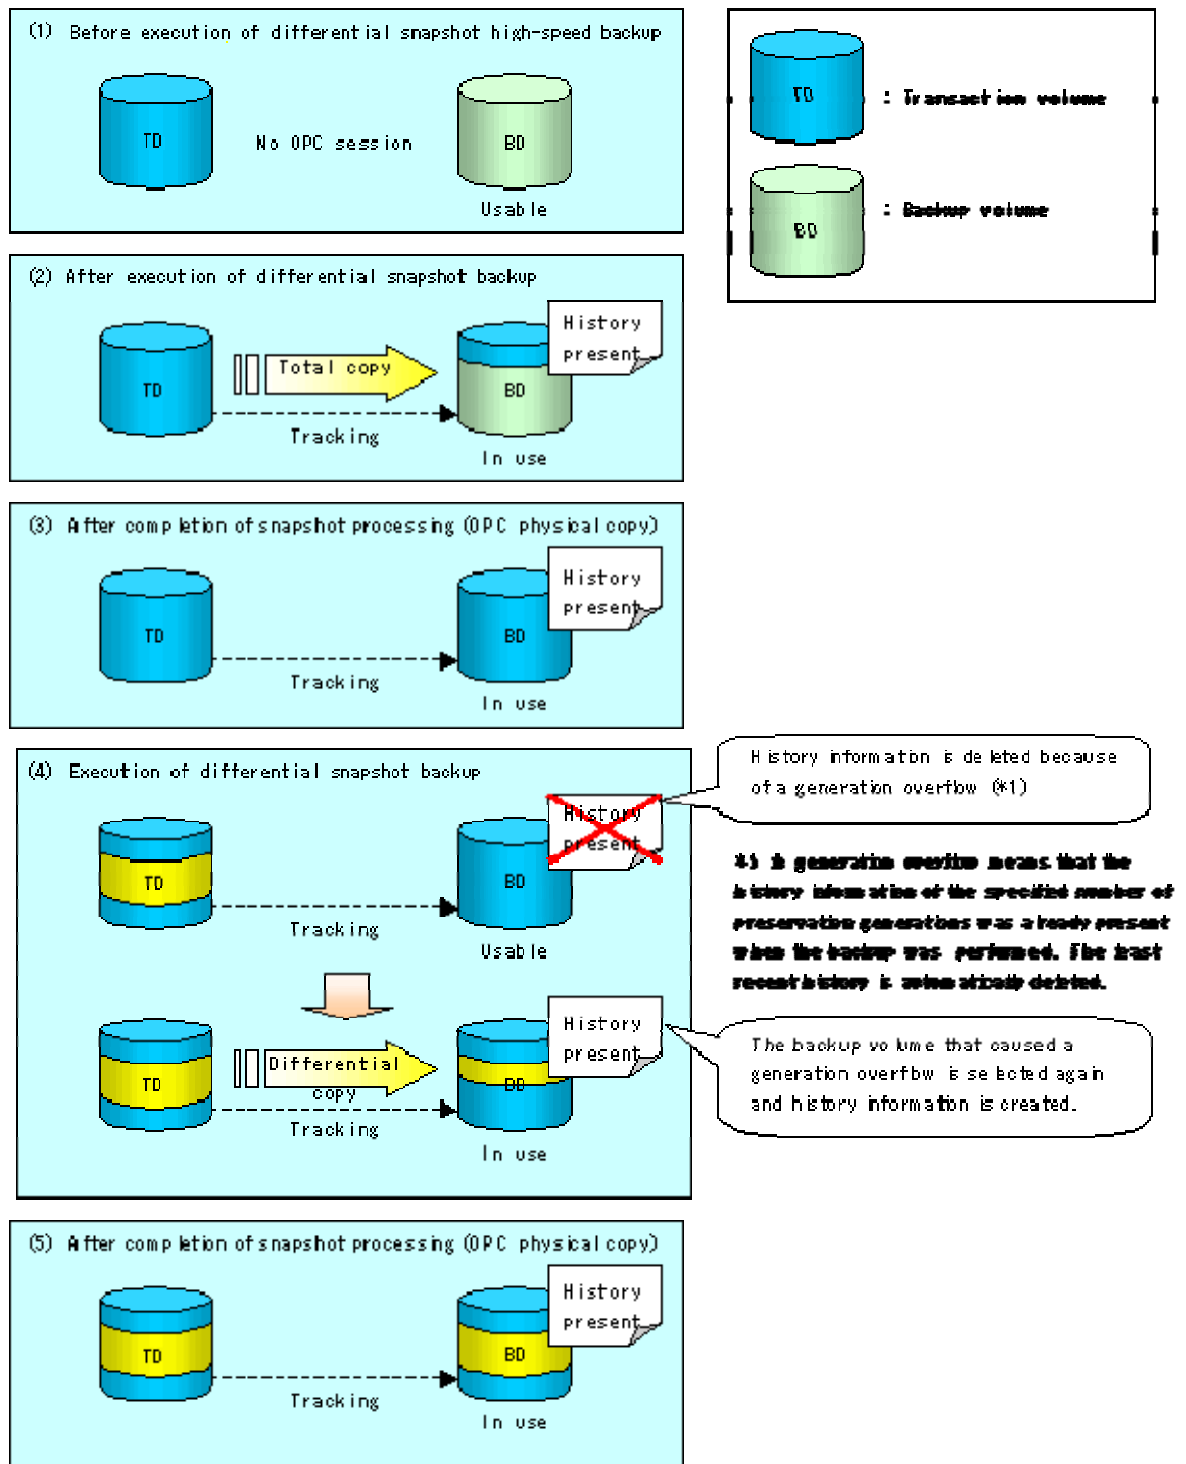 (1) Before execution of differential snapshot high-speed backup
TD
No OPC session
BD
Usable
TD
: Transaction volume
BD
: Backup volume
(2) After execution of differential snapshot backup
TD
Total copy
BD
History
present
Tracking
In use
(3) After completion of snapshot processing (OPC physical copy)
TD
BD
History
present
Tracking
In use
(4) Execution of differential snapshot backup
TD
BD
History
present
Tracking
Usable
History information is deleted because
of a generation overflow (*1)
*1) A generation overflow means that the
history information of the specified number of
preservation generations was already present
when the backup was performed. The least
recent history is automatically deleted.
TD
Differential
copy
BD
History
present
Tracking
In use
The backup volume that caused a
generation overflow is selected again
and history information is created.
(5) After completion of snapshot processing (OPC physical copy)
TD
BD
History
present
Tracking
In use